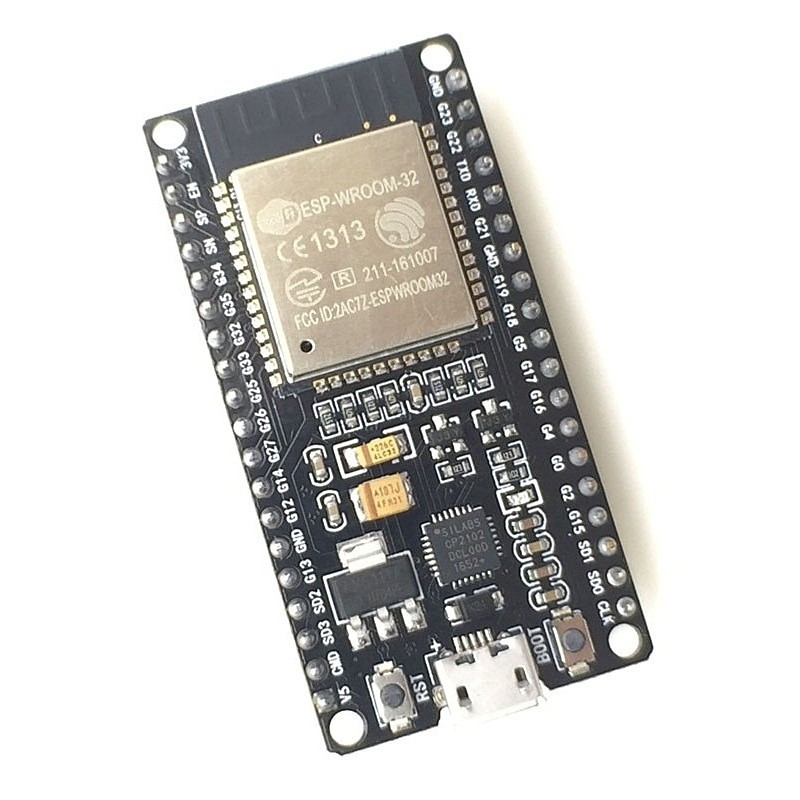 3V3
EN
SP
SN
G34
G35
G32
G33
G25
G26
G27
G14
G12
GND
G13
SD2
SD3
CMD
V5
C
ESP-WROOM-32
CE1313
R 211-161007
FCC ID:2AC7Z-ESPWROOM32
226C
A107J
SILABS
CP2102
DCL00D
1652+
RST
BOOT
GND
G23
G22
TXD
RXD
G21
GND
G19
G18
G5
G17
G16
G4
G0
G2
G15
SD1
SD0
CLK